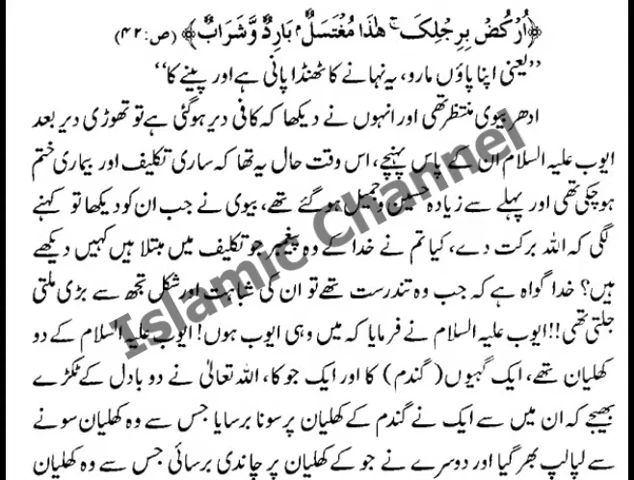 ﴿اُرْكُضْ بِرِجْلِكَ ۚ هٰذَا مُغْتَسَلٌۢ بَارِدٌ وَّشَرَابٌ﴾ (ص:۴۲)
’’یعنی اپنا پاؤں مارو، یہ نہانے کا ٹھنڈا پانی ہے اور پینے کا‘‘
ادھر بیوی منتظر تھی اور انہوں نے دیکھا کہ کافی دیر ہوگئی ہے تو تھوڑی دیر بعد
ایوب علیہ السلام ان کے پاس پہنچے، اس وقت حال یہ تھا کہ ساری تکلیف اور بیماری ختم
ہو چکی تھی اور پہلے سے زیادہ حسین وجمیل ہو گئے تھے، بیوی نے جب ان کو دیکھا تو کہنے
لگی کہ اللہ برکت دے، کیا تم نے خدا کے وہ پیغمبر جو تکلیف میں مبتلا ہیں کہیں دیکھے
ہیں؟ خدا گواہ ہے کہ جب وہ تندرست تھے تو ان کی شباہت اور شکل تجھ سے بڑی ملتی
جلتی تھی!!ایوب علیہ السلام نے فرمایا کہ میں وہی ایوب ہوں!ایوب علیہ السلام کے دو
کھلیان تھے، ایک گیہوں (گندم) کا اور ایک جو کا، اللہ تعالیٰ نے دو بادل کے ٹکڑے
بھیجے کہ ان میں سے ایک نے گندم کے کھلیان پر سونا برسایا جس سے وہ کھلیان سونے
سے لپالپ بھر گیا اور دوسرے نے جو کے کھلیان پر چاندی برسائی جس سے وہ کھلیان
Islamic Channel